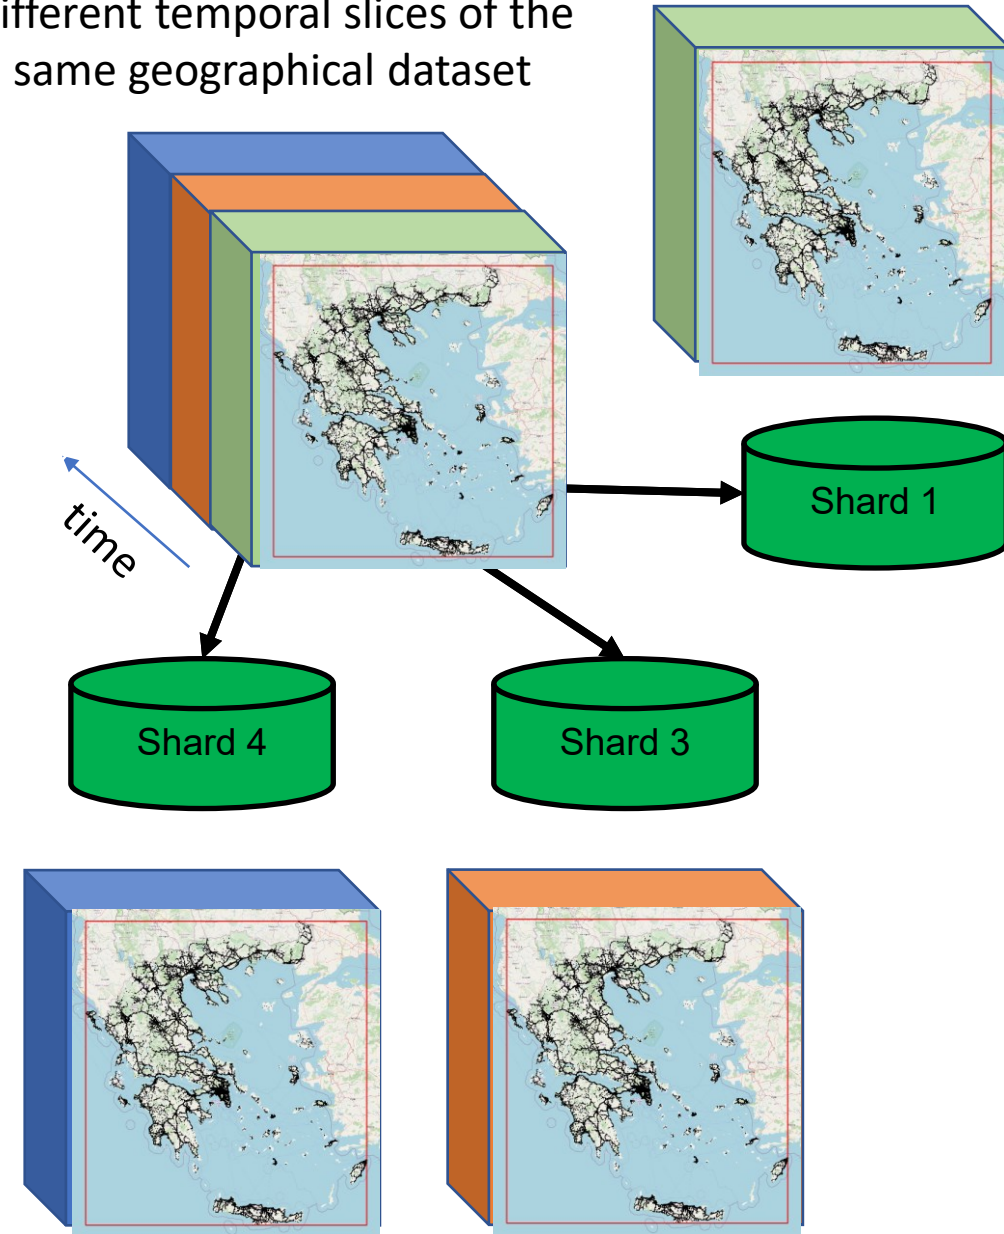 ifferent temporal slices of the
same geographical dataset
time
Shard 1
Shard 4
Shard 3